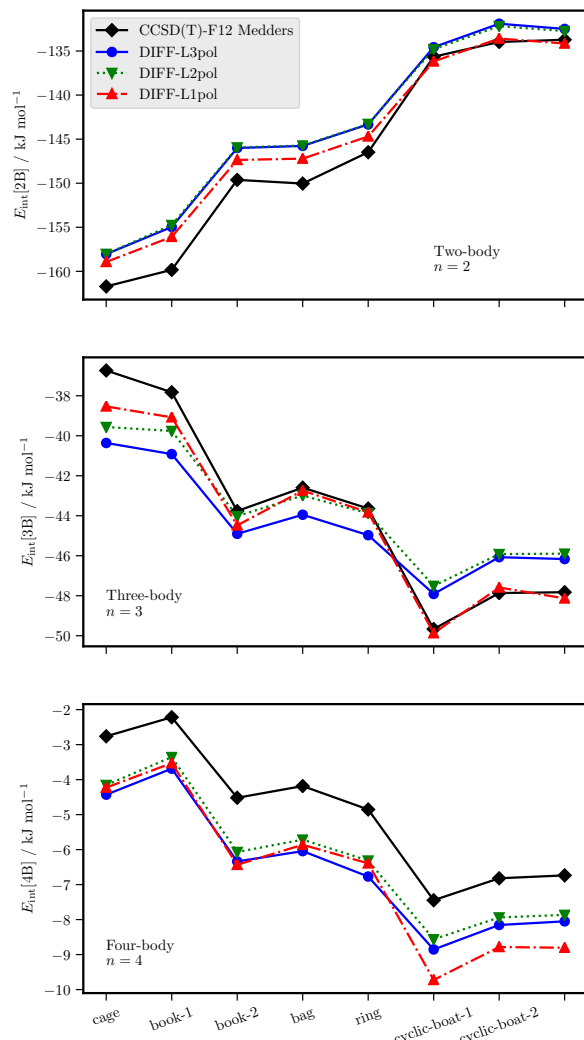 CCSD(T)-F12 Medders
DIFF-L3pol
DIFF-L2pol
DIFF-L1pol
E_int[2B] / kJ mol⁻¹
−135
−140
−145
−150
−155
−160
Two-body
n = 2
E_int[3B] / kJ mol⁻¹
−38
−40
−42
−44
−46
−48
−50
Three-body
n = 3
E_int[4B] / kJ mol⁻¹
−2
−3
−4
−5
−6
−7
−8
−9
−10
Four-body
n = 4
cage
book-1
book-2
bag
ring
cyclic-boat-1
cyclic-boat-2